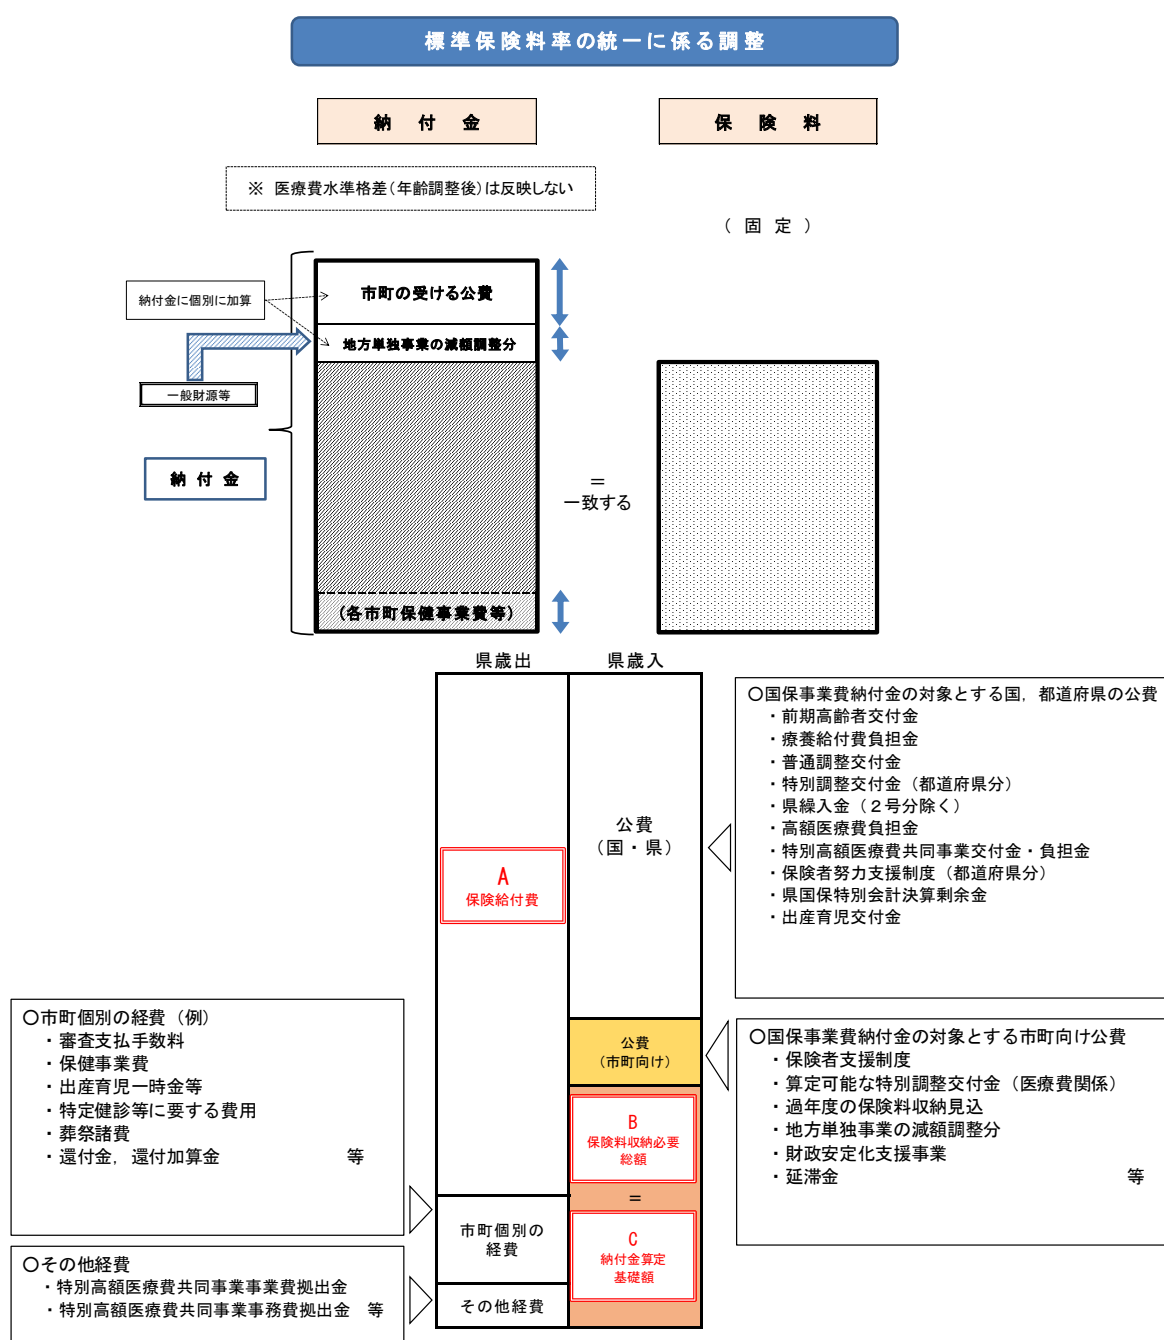 標準保険料率の統一に係る調整
納付金
保険料
※ 医療費水準格差(年齢調整後)は反映しない
(固定)
市町の受ける公費
納付金に個別に加算
地方単独事業の減額調整分
一般財源等
納付金
=
一致する
(各市町保健事業費等)
県歳出
県歳入
〇国保事業費納付金の対象とする国,都道府県の公費
・前期高齢者交付金
・療養給付費負担金
・普通調整交付金
・特別調整交付金(都道府県分)
・県繰入金(2号分除く)
・高額医療費負担金
・特別高額医療費共同事業交付金・負担金
・保険者努力支援制度(都道府県分)
・県国保特別会計決算剰余金
・出産育児交付金
公費
(国・県)
A
保険給付費
〇市町個別の経費(例)
・審査支払手数料
・保健事業費
・出産育児一時金等
・特定健診等に要する費用
・葬祭諸費
・還付金,還付加算金 等
公費
(市町向け)
〇国保事業費納付金の対象とする市町向け公費
・保険者支援制度
・算定可能な特別調整交付金(医療費関係)
・過年度の保険料収納見込
・地方単独事業の減額調整分
・財政安定化支援事業
・延滞金 等
B
保険料収納必要
総額
=
C
納付金算定
基礎額
市町個別の
経費
〇その他経費
・特別高額医療費共同事業事業費拠出金
・特別高額医療費共同事業事務費拠出金 等
その他経費